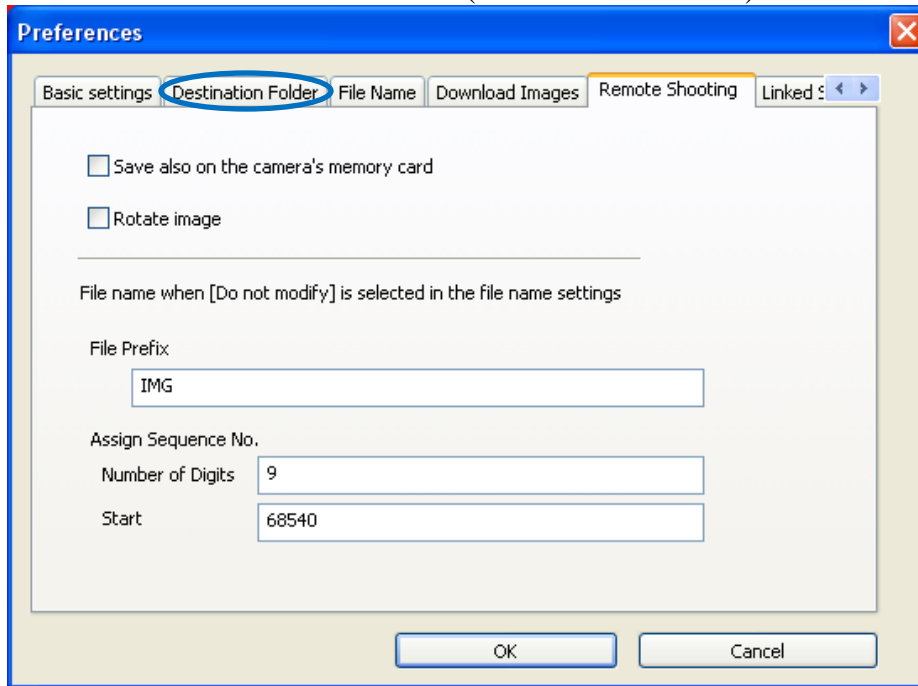 Preferences
Basic settings Destination Folder File Name Download Images Remote Shooting Linked
Save also on the camera's memory card
Rotate image
File name when [Do not modify] is selected in the file name settings
File Prefix
IMG
Assign Sequence No.
Number of Digits 9
Start 68540
OK Cancel